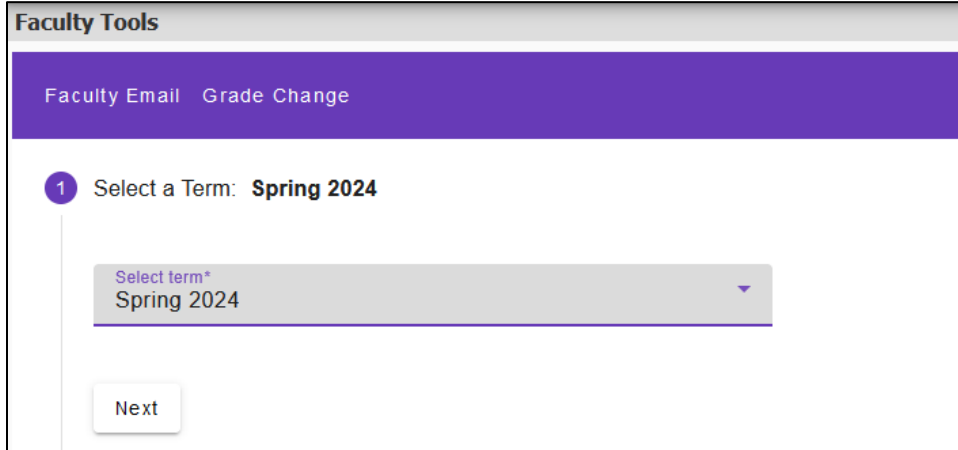 Faculty Tools
Faculty Email Grade Change
1 Select a Term: Spring 2024
Select term*
Spring 2024
Next